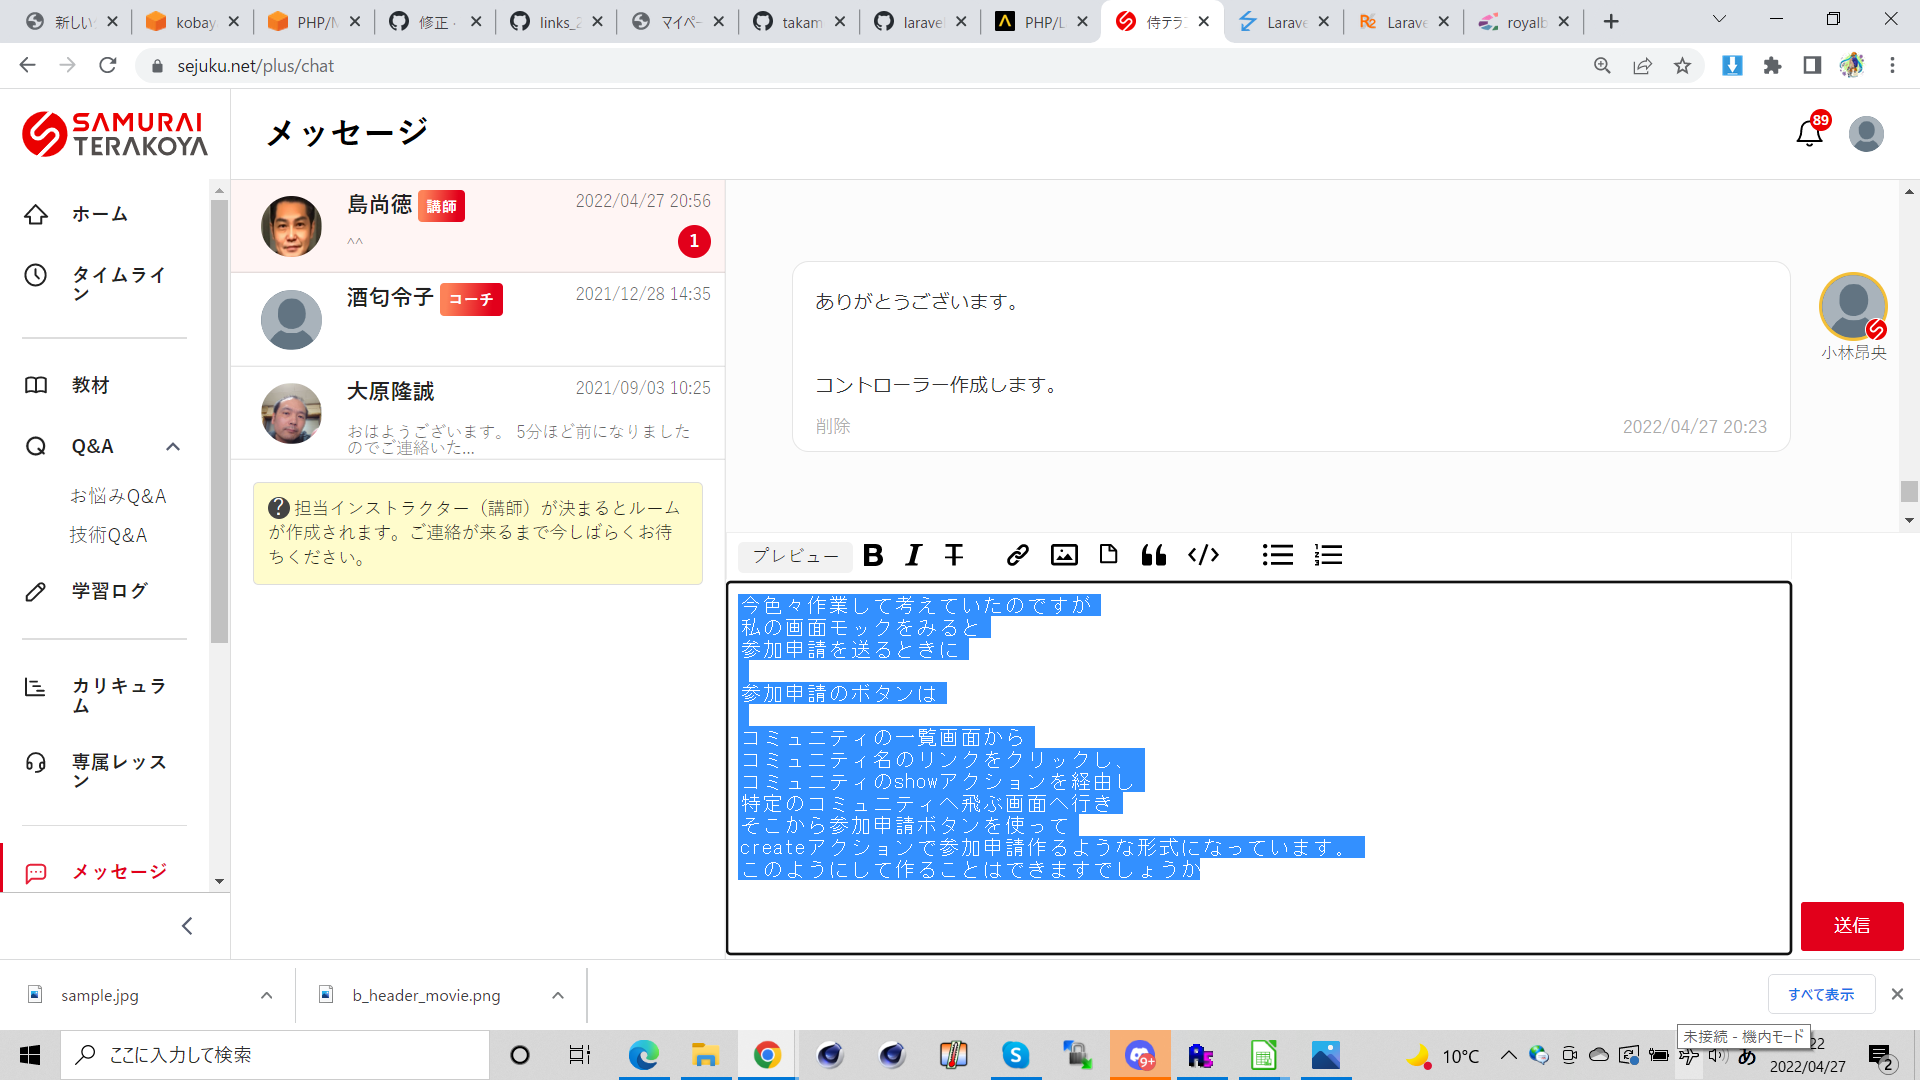 新しい
kobay
PHP/M
修正 ·
links_2
マイペー
takam
laravel
PHP/L
侍テラコ
Larave
Larave
royalb
sejuku.net/plus/chat
SAMURAI
TERAKOYA
メッセージ
89
ホーム
タイムライ
ン
教材
Q&A
お悩みQ&A
技術Q&A
学習ログ
カリキュラ
ム
専属レッス
ン
メッセージ
島尚徳 講師 2022/04/27 20:56
^^
1
酒匂令子 コーチ 2021/12/28 14:35
大原隆誠 2021/09/03 10:25
おはようございます。 5分ほど前になりました
のでご連絡いた...
? 担当インストラクター（講師）が決まるとルーム
が作成されます。ご連絡が来るまで今しばらくお待
ちください。
ありがとうございます。
コントローラー作成します。
削除 2022/04/27 20:23
小林昂央
プレビュー B I T
今色々作業して考えていたのですが
私の画面モックをみると
参加申請を送るときに
参加申請のボタンは
コミュニティの一覧画面から
コミュニティ名のリンクをクリックし、
コミュニティのshowアクションを経由し
特定のコミュニティへ飛ぶ画面へ行き
そこから参加申請ボタンを使って
createアクションで参加申請作るような形式になっています。
このようにして作ることはできますでしょうか
送信
sample.jpg
b_header_movie.png
すべて表示
未接続 - 機内モード
ここに入力して検索
9+
10°C
あ
22
2022/04/27
2